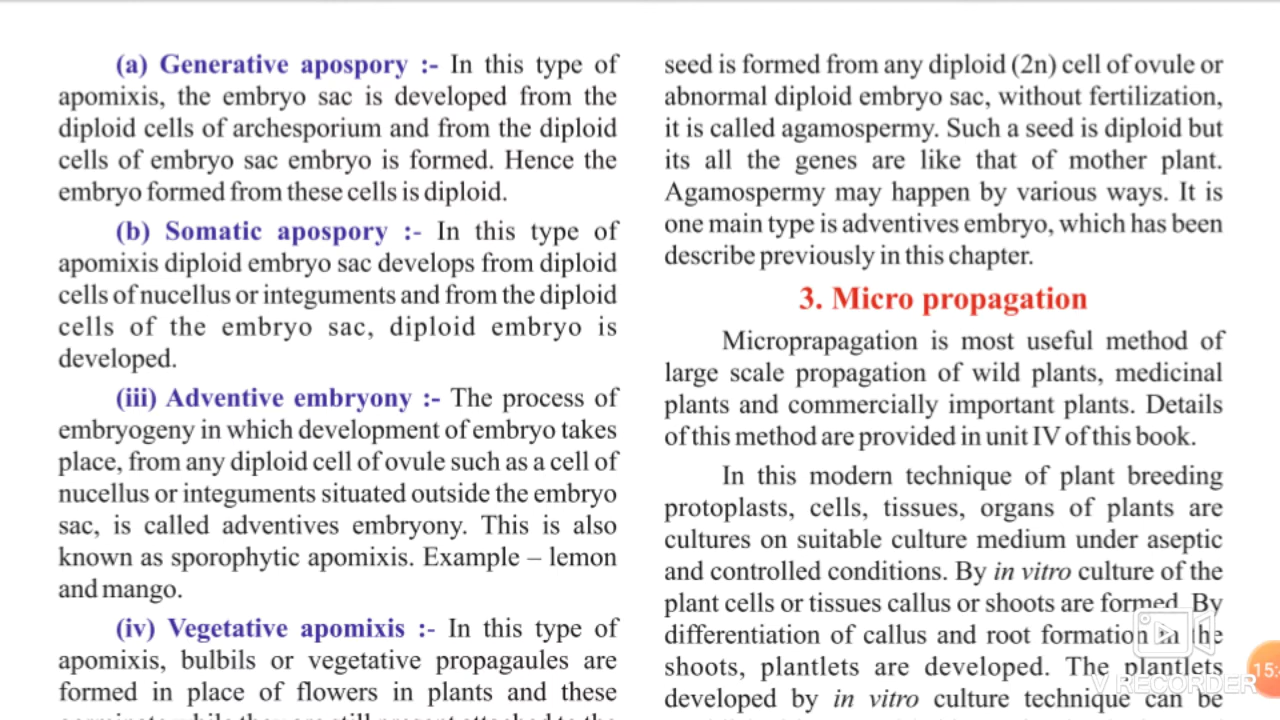 (a) Generative apospory :- In this type of
apomixis, the embryo sac is developed from the
diploid cells of archesporium and from the diploid
cells of embryo sac embryo is formed. Hence the
embryo formed from these cells is diploid.
(b) Somatic apospory :- In this type of
apomixis diploid embryo sac develops from diploid
cells of nucellus or integuments and from the diploid
cells of the embryo sac, diploid embryo is
developed.
(iii) Adventive embryony :- The process of
embryogeny in which development of embryo takes
place, from any diploid cell of ovule such as a cell of
nucellus or integuments situated outside the embryo
sac, is called adventives embryony. This is also
known as sporophytic apomixis. Example – lemon
and mango.
(iv) Vegetative apomixis :- In this type of
apomixis, bulbils or vegetative propagaules are
formed in place of flowers in plants and these
seed is formed from any diploid (2n) cell of ovule or
abnormal diploid embryo sac, without fertilization,
it is called agamospermy. Such a seed is diploid but
its all the genes are like that of mother plant.
Agamospermy may happen by various ways. It is
one main type is adventives embryo, which has been
describe previously in this chapter.
3. Micro propagation
Microprapagation is most useful method of
large scale propagation of wild plants, medicinal
plants and commercially important plants. Details
of this method are provided in unit IV of this book.
In this modern technique of plant breeding
protoplasts, cells, tissues, organs of plants are
cultures on suitable culture medium under aseptic
and controlled conditions. By in vitro culture of the
plant cells or tissues callus or shoots are formed. By
differentiation of callus and root formation in the
shoots, plantlets are developed. The plantlets
developed by in vitro culture technique can be
V RECORDER
15: